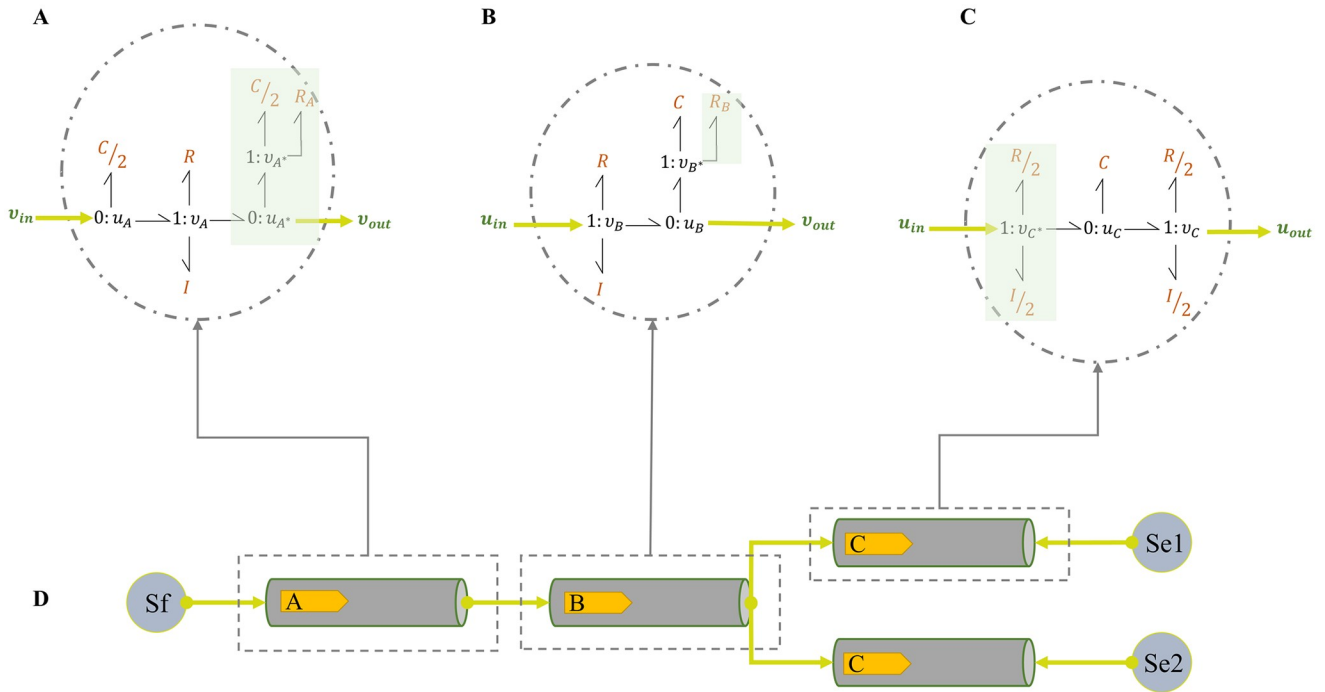 A
B
C
C/2
R_A
1: v_A*
C/2
R
v_in
0: u_A
1: v_A
0: u_A*
v_out
I
C
R_B
R
1: v_B*
u_in
1: v_B
0: u_B
v_out
I
R/2
C
R/2
u_in
1: v_C*
0: u_C
1: v_C
u_out
I/2
I/2
D
Sf
A
B
C
Se1
C
Se2